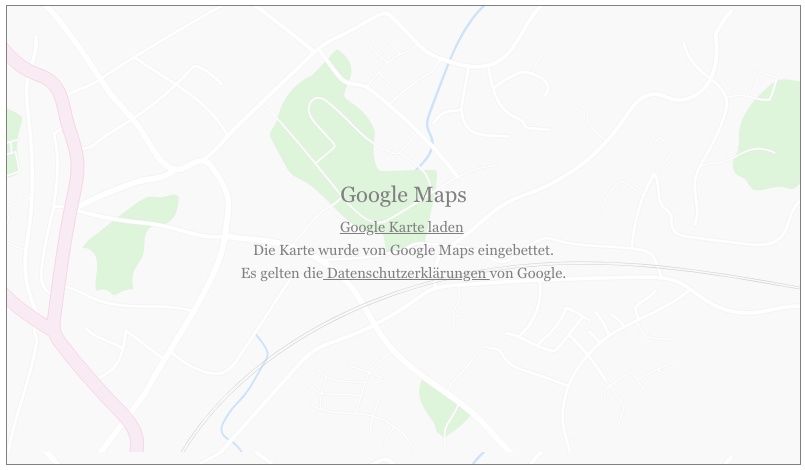 Google Maps
Google Karte laden
Die Karte wurde von Google Maps eingebettet.
Es gelten die Datenschutzerklärungen von Google.